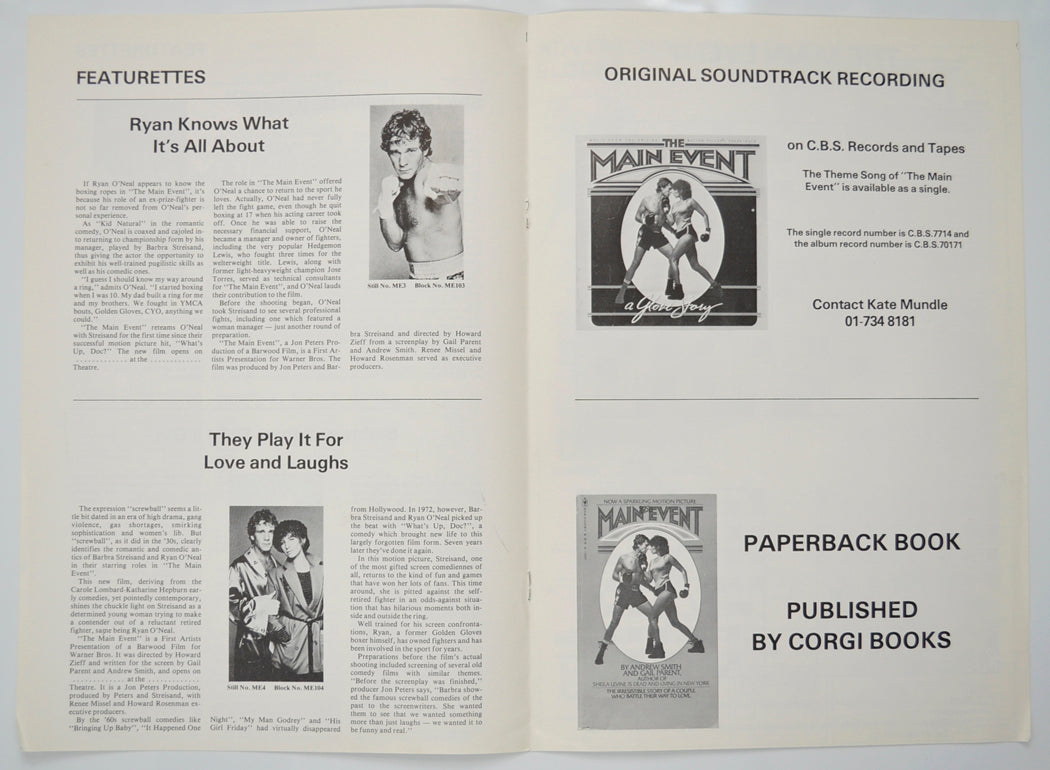 FEATURETTES
Ryan Knows What
It's All About
If Ryan O'Neal appears to know the
boxing ropes in "The Main Event", it's
because his role of an ex-prize-fighter is
not so far removed from O'Neal's per-
sonal experience.
As "Kid Natural" in the romantic
comedy, O'Neal is coaxed and cajoled in-
to returning to championship form by his
manager, played by Barbra Streisand,
thus giving the actor the opportunity to
exhibit his well-trained pugilistic skills as
well as his comedic ones.
"I guess I should know my way around
a ring," admits O'Neal. "I started boxing
when I was 10. My dad built a ring for me
and my brothers. We fought in YMCA
bouts, Golden Gloves, CYO, anything we
could."
"The Main Event" reteams O'Neal
with Streisand for the first time since their
successful motion picture hit, "What's
Up, Doc?" The new film opens on
.............. at the ..............
Theatre.
The role in "The Main Event" offered
O'Neal a chance to return to the sport he
loves. Actually, O'Neal had never fully
left the fight game, even though he quit
boxing at 17 when his acting career took
off. Once he was able to raise the
necessary financial support, O'Neal
became a manager and owner of fighters,
including the very popular Hedgemon
Lewis, who fought three times for the
welterweight title. Lewis, along with
former light-heavyweight champion Jose
Torres, served as technical consultants
for "The Main Event", and O'Neal lauds
their contribution to the film.
Before the shooting began, O'Neal
took Streisand to see several professional
fights, including one which featured a
woman manager — just another round of
preparation.
"The Main Event", a Jon Peters Pro-
duction of a Barwood Film, is a First Ar-
tists Presentation for Warner Bros. The
film was produced by Jon Peters and Bar-
Still No. ME3 Block No. ME103
bra Streisand and directed by Howard
Zieff from a screenplay by Gail Parent
and Andrew Smith. Renee Missel and
Howard Rosenman served as executive
producers.
They Play It For
Love and Laughs
The expression "screwball" seems a lit-
tle bit dated in an era of high drama, gang
violence, gas shortages, smirking
sophistication and women's lib. But
"screwball", as it did in the '30s, clearly
identifies the romantic and comedic an-
tics of Barbra Streisand and Ryan O'Neal
in their starring roles in "The Main
Event".
This new film, deriving from the
Carole Lombard-Katharine Hepburn ear-
ly comedies, yet pointedly contemporary,
shines the chuckle light on Streisand as a
determined young woman trying to make
a contender out of a reluctant retired
fighter, same being Ryan O'Neal.
"The Main Event" is a First Artists
Presentation of a Barwood Film for
Warner Bros. It was directed by Howard
Zieff and written for the screen by Gail
Parent and Andrew Smith, and opens on
.............. at the ..............
Theatre. It is a Jon Peters Production,
produced by Peters and Streisand, with
Renee Missel and Howard Rosenman ex-
ecutive producers.
By the '60s screwball comedies like
"Bringing Up Baby", "It Happened One
Still No. ME4 Block No. ME104
Night", "My Man Godrey" and "His
Girl Friday" had virtually disappeared
from Hollywood. In 1972, however, Bar-
bra Streisand and Ryan O'Neal picked up
the beat with "What's Up, Doc?", a
comedy which brought new life to this
largely forgotten film form. Seven years
later they've done it again.
In this motion picture, Streisand, one
of the most gifted screen comediennes of
all, returns to the kind of fun and games
that have won her lots of fans. This time
around, she is pitted against the self-
retired fighter in an odds-against situa-
tion that has hilarious moments both in-
side and outside the ring.
Well trained for his screen confronta-
tions, Ryan, a former Golden Gloves
boxer himself, has owned fighters and has
been involved in the sport for years.
Preparations before the film's actual
shooting included screening of several old
comedy films with similar themes.
"Before the screenplay was finished,"
producer Jon Peters says, "Barbra show-
ed the famous screwball comedies of the
past to the screenwriters. She wanted
them to see that we wanted something
more than just laughs — we wanted it to
be funny and real."
ORIGINAL SOUNDTRACK RECORDING
THE
MAIN EVENT
a Glove Story
on C.B.S. Records and Tapes
The Theme Song of "The Main
Event" is available as a single.
The single record number is C.B.S.7714 and
the album record number is C.B.S.70171
Contact Kate Mundle
01-734 8181
NOW A SPARKLING MOTION PICTURE
THE
MAIN EVENT
BY ANDREW SMITH
AND GAIL PARENT,
AUTHOR OF
SHEILA LEVINE IS DEAD AND LIVING IN NEW YORK
THE IRRESISTIBLE STORY OF A COUPLE
WHO BATTLE THEIR WAY TO LOVE.
PAPERBACK BOOK
PUBLISHED
BY CORGI BOOKS